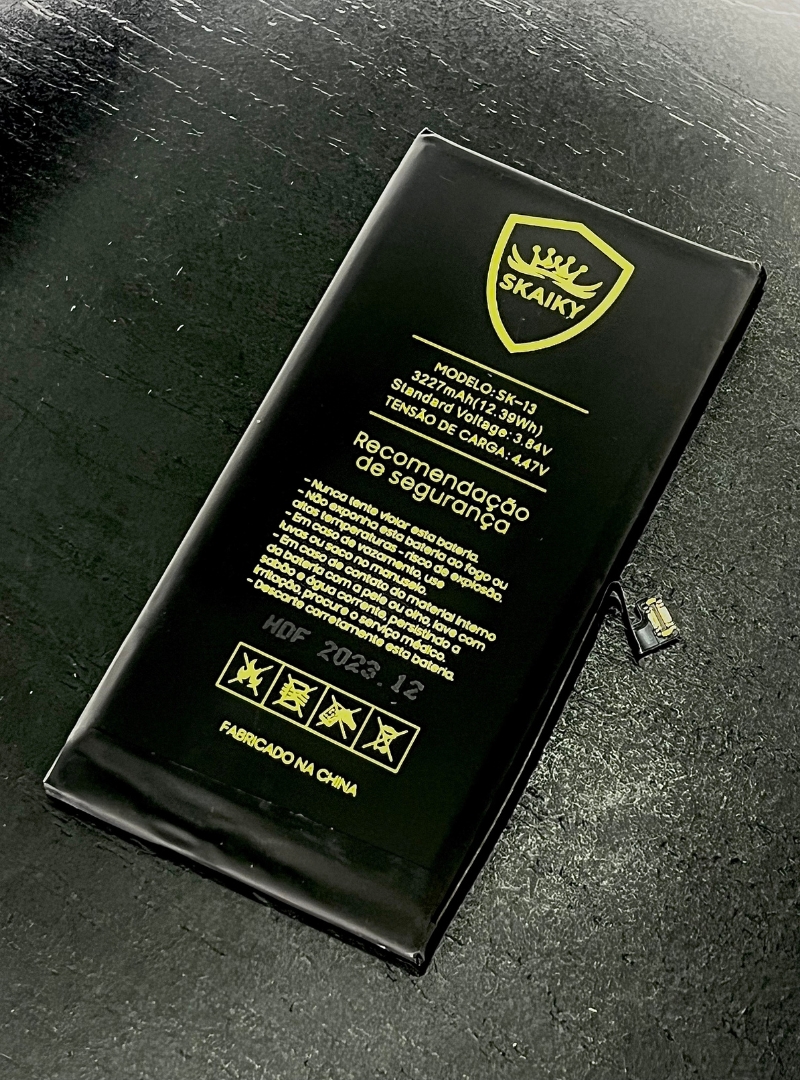 SKAIKY
MODELO: SK-13
3227mAh(12.39Wh)
Standard Voltage: 3.84V
TENSÃO DE CARGA: 4.47V
Recomendação
de segurança
- Nunca tente violar esta bateria.
- Não exponha esta bateria ao fogo ou
altas temperaturas - risco de explosão.
- Em caso de vazamento, use
luvas ou saco no manuseio.
- Em caso de contato, do material interno
da bateria com a pele ou olho, lave com
sabão e água corrente, persistindo a
irritação, procure o serviço médico.
- Descarte corretamente esta bateria.
MDF 2023.12
FABRICADO NA CHINA